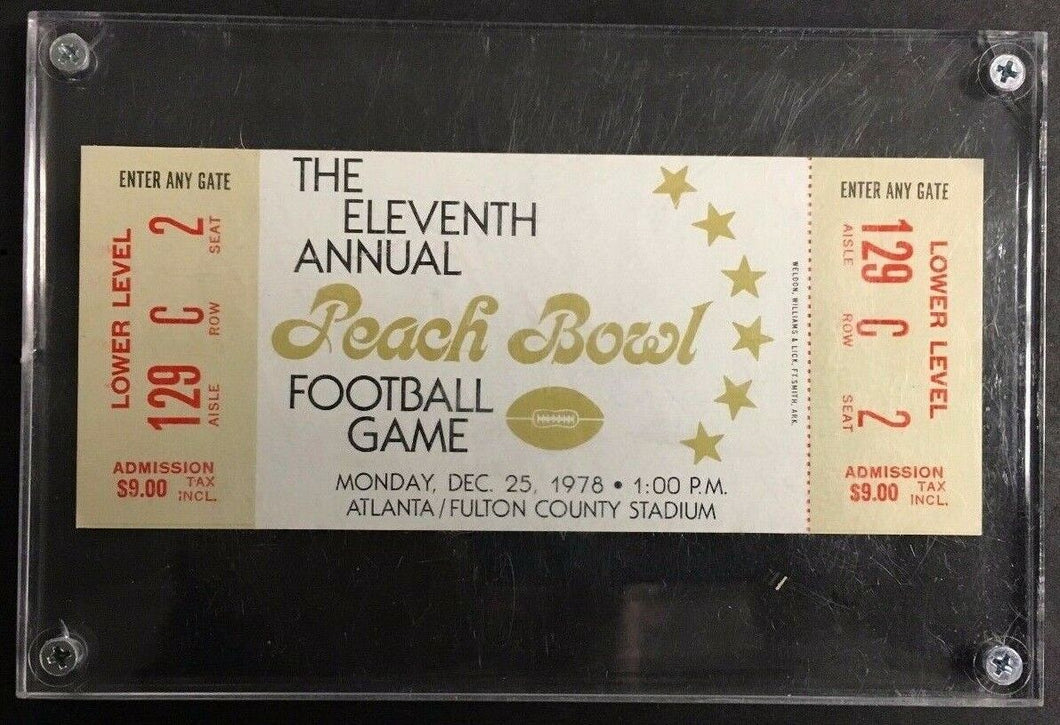 ENTER ANY GATE
LOWER LEVEL
129 C 2
AISLE ROW SEAT
ADMISSION
$9.00 TAX INCL.
THE
ELEVENTH
ANNUAL
Peach Bowl
FOOTBALL
GAME
MONDAY, DEC. 25, 1978 • 1:00 P.M.
ATLANTA/FULTON COUNTY STADIUM
WELDON, WILLIAMS & LICK, FT. SMITH, ARK.
ENTER ANY GATE
LOWER LEVEL
129 C 2
AISLE ROW SEAT
ADMISSION
$9.00 TAX INCL.